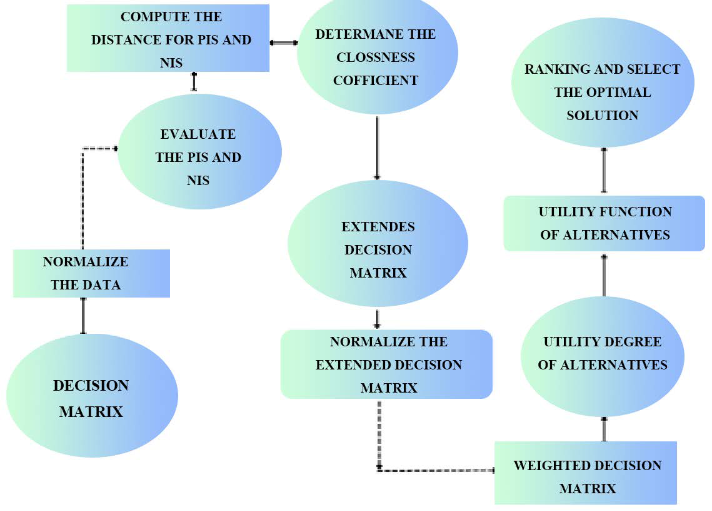 DECISION
MATRIX
NORMALIZE
THE DATA
EVALUATE
THE PIS AND
NIS
COMPUTE THE
DISTANCE FOR PIS AND
NIS
DETERMANE THE
CLOSSNESS
COFFICIENT
EXTENDES
DECISION
MATRIX
NORMALIZE THE
EXTENDED DECISION
MATRIX
WEIGHTED DECISION
MATRIX
UTILITY DEGREE
OF ALTERNATIVES
UTILITY FUNCTION
OF ALTERNATIVES
RANKING AND SELECT
THE OPTIMAL
SOLUTION